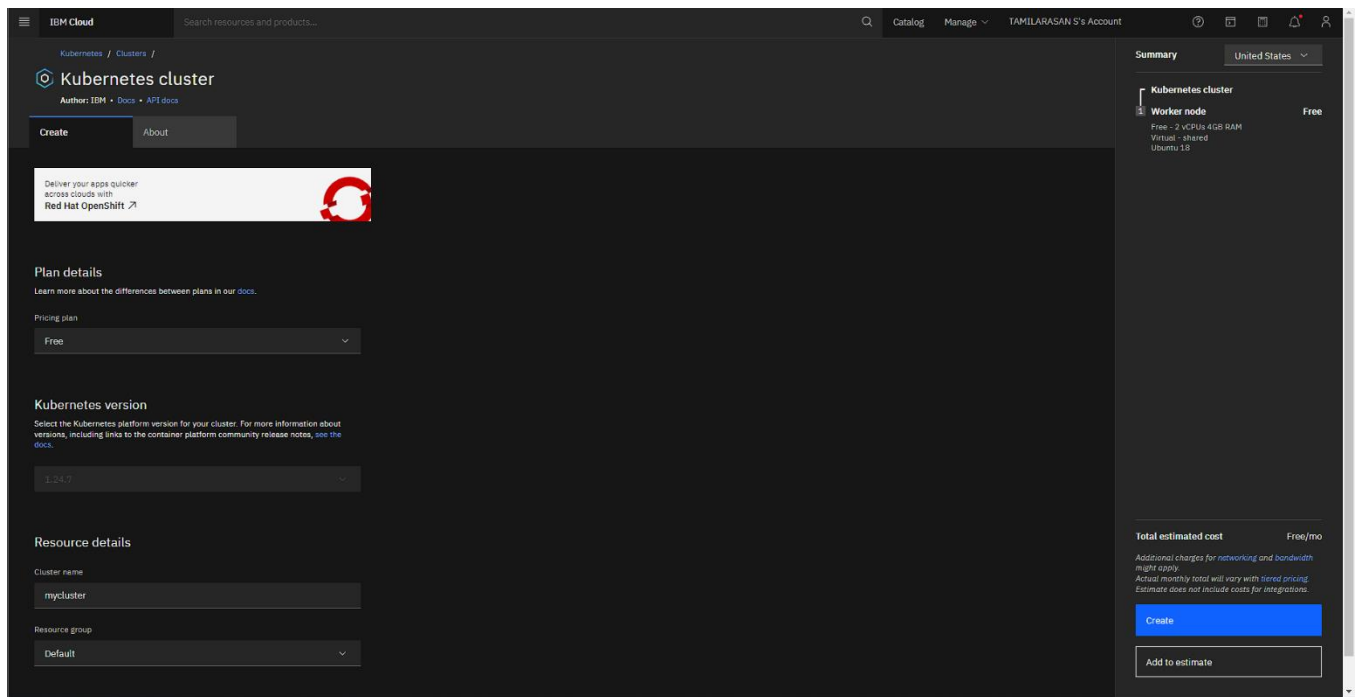 IBM Cloud
Search resources and products...
Catalog
Manage
TAMILARASAN S's Account
Kubernetes / Clusters /
Kubernetes cluster
Author: IBM • Docs • API docs
Create
About
Deliver your apps quicker
across clouds with
Red Hat OpenShift
Plan details
Learn more about the differences between plans in our docs.
Pricing plan
Free
Kubernetes version
Select the Kubernetes platform version for your cluster. For more information about
versions, including links to the container platform community release notes, see the
docs.
1.24.7
Resource details
Cluster name
mycluster
Resource group
Default
Summary
United States
Kubernetes cluster
1 Worker node Free
Free - 2 vCPUs 4GB RAM
Virtual - shared
Ubuntu 18
Total estimated cost Free/mo
Additional charges for networking and bandwidth
might apply.
Actual monthly total will vary with tiered pricing.
Estimate does not include costs for integrations.
Create
Add to estimate